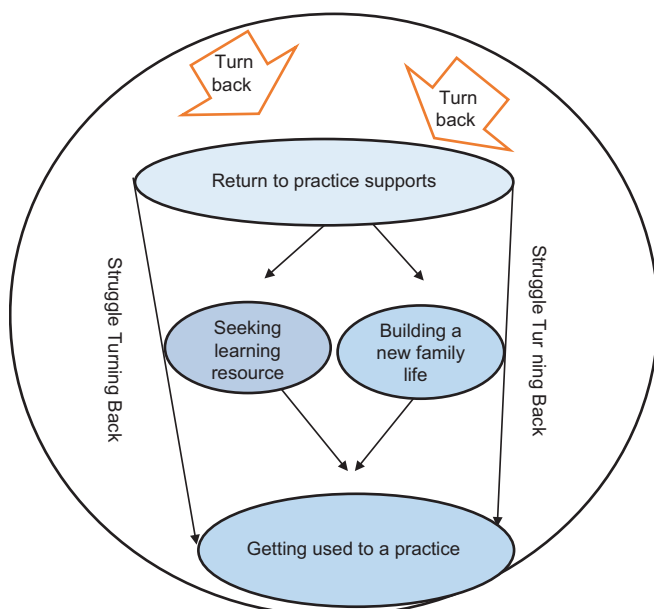 Turn
back
Turn
back
Return to practice supports
Struggle Turning Back
Struggle Tur ning Back
Seeking
learning
resource
Building a
new family
life
Getting used to a practice